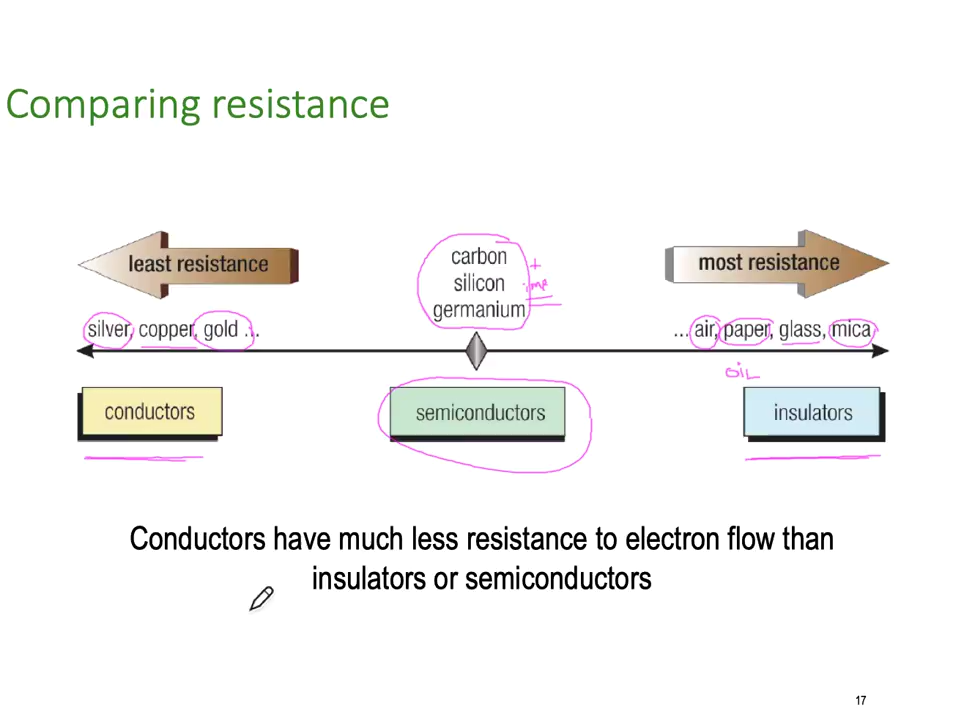 Comparing resistance
least resistance
carbon
silicon
germanium
+
imp
most resistance
silver, copper, gold ...
... air, paper, glass, mica
OIL
conductors
semiconductors
insulators
Conductors have much less resistance to electron flow than
insulators or semiconductors
17